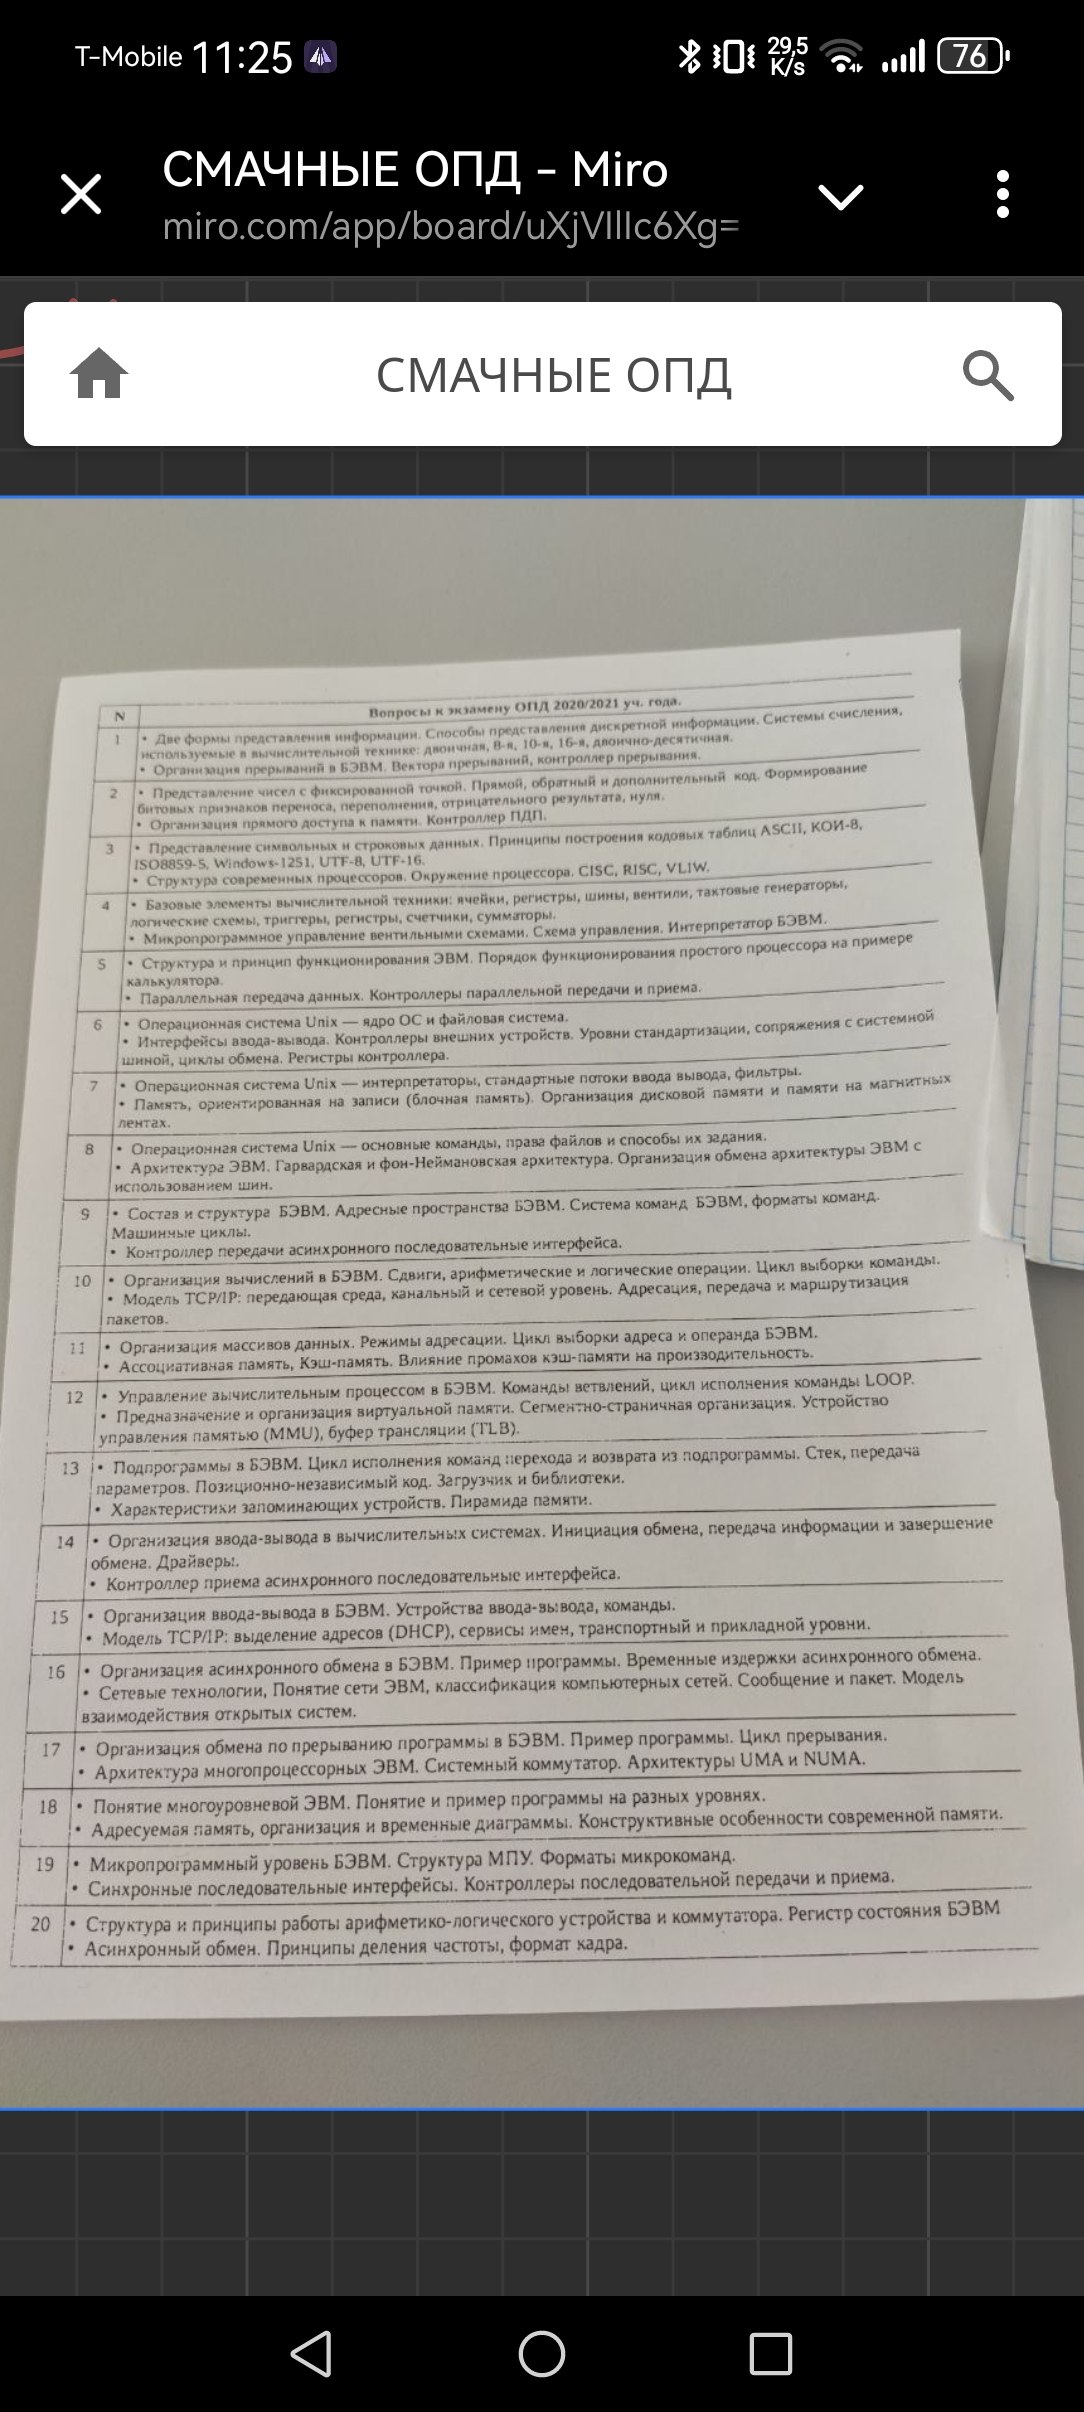 T-Mobile 11:25 29,5 K/s 76
СМАЧНЫЕ ОПД - Miro
miro.com/app/board/uXjVlllc6Xg=
СМАЧНЫЕ ОПД
N Вопросы к экзамену ОПД 2020/2021 уч. года.
1 • Две формы представления информации. Способы представления дискретной информации. Системы счисления,
используемые в вычислительной технике: двоичная, 8-я, 10-я, 16-я, двоично-десятичная.
• Организация прерываний в БЭВМ. Вектора прерываний, контроллер прерывания.
2 • Представление чисел с фиксированной точкой. Прямой, обратный и дополнительный код. Формирование
битовых признаков переноса, переполнения, отрицательного результата, нуля.
• Организация прямого доступа к памяти. Контроллер ПДП.
3 • Представление символьных и строковых данных. Принципы построения кодовых таблиц ASCII, КОИ-8,
ISO8859-5, Windows-1251, UTF-8, UTF-16.
• Структура современных процессоров. Окружение процессора. CISC, RISC, VLIW.
4 • Базовые элементы вычислительной техники: ячейки, регистры, шины, вентили, тактовые генераторы,
логические схемы, триггеры, регистры, счетчики, сумматоры.
• Микропрограммное управление вентильными схемами. Схема управления. Интерпретатор БЭВМ.
5 • Структура и принцип функционирования ЭВМ. Порядок функционирования простого процессора на примере
калькулятора.
• Параллельная передача данных. Контроллеры параллельной передачи и приема.
6 • Операционная система Unix — ядро ОС и файловая система.
• Интерфейсы ввода-вывода. Контроллеры внешних устройств. Уровни стандартизации, сопряжения с системной
шиной, циклы обмена. Регистры контроллера.
7 • Операционная система Unix — интерпретаторы, стандартные потоки ввода вывода, фильтры.
• Память, ориентированная на записи (блочная память). Организация дисковой памяти и памяти на магнитных
лентах.
8 • Операционная система Unix — основные команды, права файлов и способы их задания.
• Архитектура ЭВМ. Гарвардская и фон-Неймановская архитектура. Организация обмена архитектуры ЭВМ с
использованием шин.
9 • Состав и структура БЭВМ. Адресные пространства БЭВМ. Система команд БЭВМ, форматы команд.
Машинные циклы.
• Контроллер передачи асинхронного последовательные интерфейса.
10 • Организация вычислений в БЭВМ. Сдвиги, арифметические и логические операции. Цикл выборки команды.
• Модель TCP/IP: передающая среда, канальный и сетевой уровень. Адресация, передача и маршрутизация
пакетов.
11 • Организация массивов данных. Режимы адресации. Цикл выборки адреса и операнда БЭВМ.
• Ассоциативная память, Кэш-память. Влияние промахов кэш-памяти на производительность.
12 • Управление вычислительным процессом в БЭВМ. Команды ветвлений, цикл исполнения команды LOOP.
• Предназначение и организация виртуальной памяти. Сегментно-страничная организация. Устройство
управления памятью (MMU), буфер трансляции (TLB).
13 • Подпрограммы в БЭВМ. Цикл исполнения команд перехода и возврата из подпрограммы. Стек, передача
параметров. Позиционно-независимый код. Загрузчик и библиотеки.
• Характеристики запоминающих устройств. Пирамида памяти.
14 • Организация ввода-вывода в вычислительных системах. Инициация обмена, передача информации и завершение
обмена. Драйверы.
• Контроллер приема асинхронного последовательные интерфейса.
15 • Организация ввода-вывода в БЭВМ. Устройства ввода-вывода, команды.
• Модель TCP/IP: выделение адресов (DHCP), сервисы имен, транспортный и прикладной уровни.
16 • Организация асинхронного обмена в БЭВМ. Пример программы. Временные издержки асинхронного обмена.
• Сетевые технологии, Понятие сети ЭВМ, классификация компьютерных сетей. Сообщение и пакет. Модель
взаимодействия открытых систем.
17 • Организация обмена по прерыванию программы в БЭВМ. Пример программы. Цикл прерывания.
• Архитектура многопроцессорных ЭВМ. Системный коммутатор. Архитектуры UMA и NUMA.
18 • Понятие многоуровневой ЭВМ. Понятие и пример программы на разных уровнях.
• Адресуемая память, организация и временные диаграммы. Конструктивные особенности современной памяти.
19 • Микропрограммный уровень БЭВМ. Структура МПУ. Форматы микрокоманд.
• Синхронные последовательные интерфейсы. Контроллеры последовательной передачи и приема.
20 • Структура и принципы работы арифметико-логического устройства и коммутатора. Регистр состояния БЭВМ
• Асинхронный обмен. Принципы деления частоты, формат кадра.